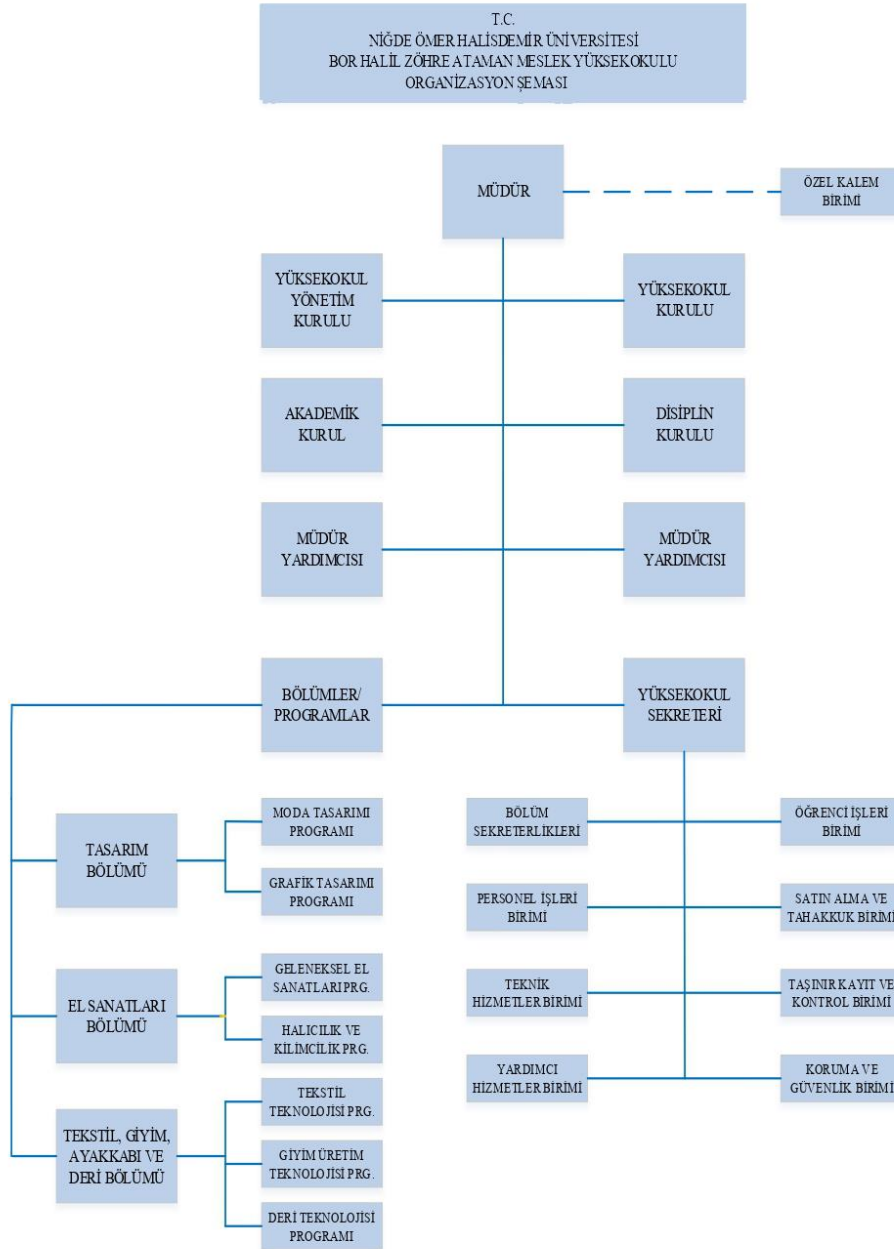 T.C.
NİĞDE ÖMER HALİSDEMİR ÜNİVERSİTESİ
BOR HALİL ZÖHRE ATAMAN MESLEK YÜKSEKOKULU
ORGANİZASYON ŞEMASI
MÜDÜR
ÖZEL KALEM
BİRİMİ
YÜKSEKOKUL
YÖNETİM
KURULU
YÜKSEKOKUL
KURULU
AKADEMİK
KURUL
DİSİPLİN
KURULU
MÜDÜR
YARDIMCISI
MÜDÜR
YARDIMCISI
BÖLÜMLER/
PROGRAMLAR
YÜKSEKOKUL
SEKRETERİ
TASARIM
BÖLÜMÜ
MODA TASARIMI
PROGRAMI
GRAFİK TASARIMI
PROGRAMI
EL SANATLARI
BÖLÜMÜ
GELENEKSEL EL
SANATLARI PRG.
HALICILIK VE
KİLİMCİLİK PRG.
TEKSTİL, GİYİM,
AYAKKABI VE
DERİ BÖLÜMÜ
TEKSTİL
TEKNOLOJİSİ PRG.
GİYİM ÜRETİM
TEKNOLOJİSİ PRG.
DERİ TEKNOLOJİSİ
PROGRAMI
BÖLÜM
SEKRETERLİKLERİ
ÖĞRENCİ İŞLERİ
BİRİMİ
PERSONEL İŞLERİ
BİRİMİ
SATIN ALMA VE
TAHAKKUK BİRİMİ
TEKNİK
HİZMETLER BİRİMİ
TAŞINIR KAYIT VE
KONTROL BİRİMİ
YARDIMCI
HİZMETLER BİRİMİ
KORUMA VE
GÜVENLİK BİRİMİ